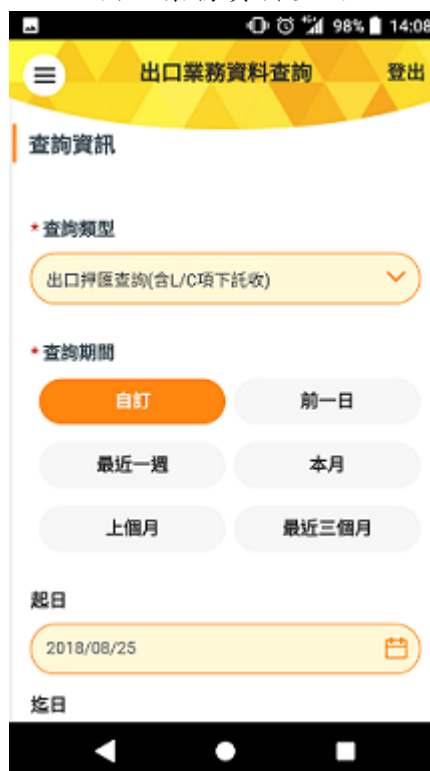 98% 14:08
出口業務資料查詢 登出
查詢資訊
*查詢類型
出口押匯查詢(含L/C項下託收)
*查詢期間
自訂 前一日
最近一週 本月
上個月 最近三個月
起日
2018/08/25
迄日